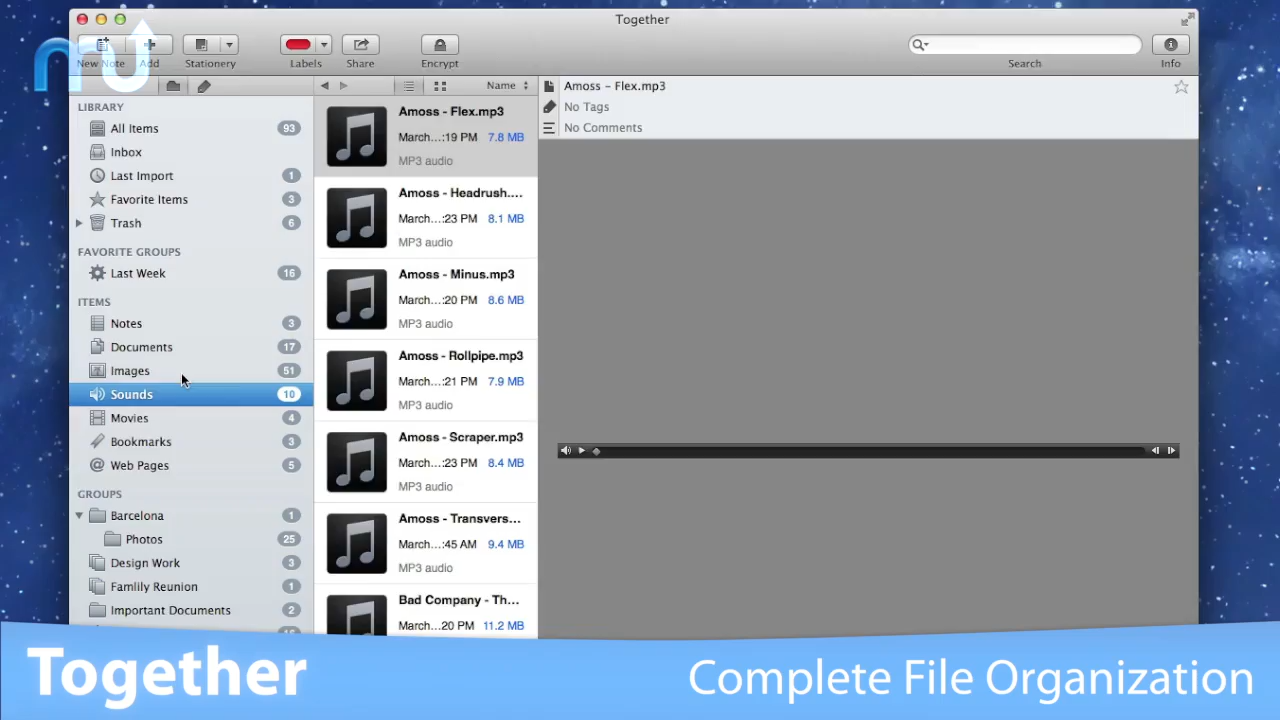 Together
New Note
Add
Stationery
Labels
Share
Encrypt
Search
Info
mu
Name
LIBRARY
All Items 93
Inbox
Last Import 1
Favorite Items 3
Trash 6
FAVORITE GROUPS
Last Week 16
ITEMS
Notes 3
Documents 17
Images 51
Sounds 10
Movies 4
Bookmarks 3
Web Pages 5
GROUPS
Barcelona 1
Photos 25
Design Work 3
Famlily Reunion 1
Important Documents 2
Amoss - Flex.mp3
March...:19 PM 7.8 MB
MP3 audio
Amoss - Headrush....
March...:23 PM 8.1 MB
MP3 audio
Amoss - Minus.mp3
March...:20 PM 8.6 MB
MP3 audio
Amoss - Rollpipe.mp3
March...:21 PM 7.9 MB
MP3 audio
Amoss - Scraper.mp3
March...:23 PM 8.4 MB
MP3 audio
Amoss - Transvers...
March...:45 AM 9.4 MB
MP3 audio
Bad Company - Th...
March...:20 PM 11.2 MB
Amoss - Flex.mp3
No Tags
No Comments
Together
Complete File Organization